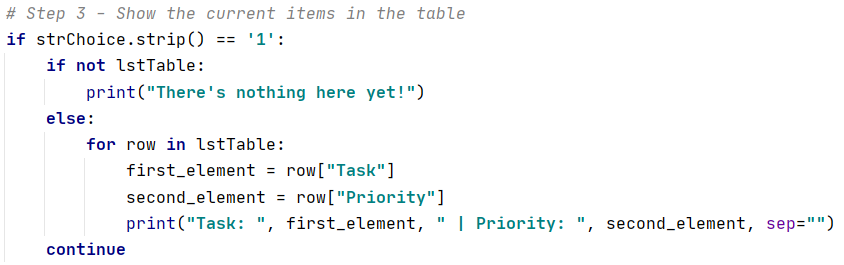 # Step 3 - Show the current items in the table
if strChoice.strip() == '1':
    if not lstTable:
        print("There's nothing here yet!")
    else:
        for row in lstTable:
            first_element = row["Task"]
            second_element = row["Priority"]
            print("Task: ", first_element, " | Priority: ", second_element, sep="")
    continue